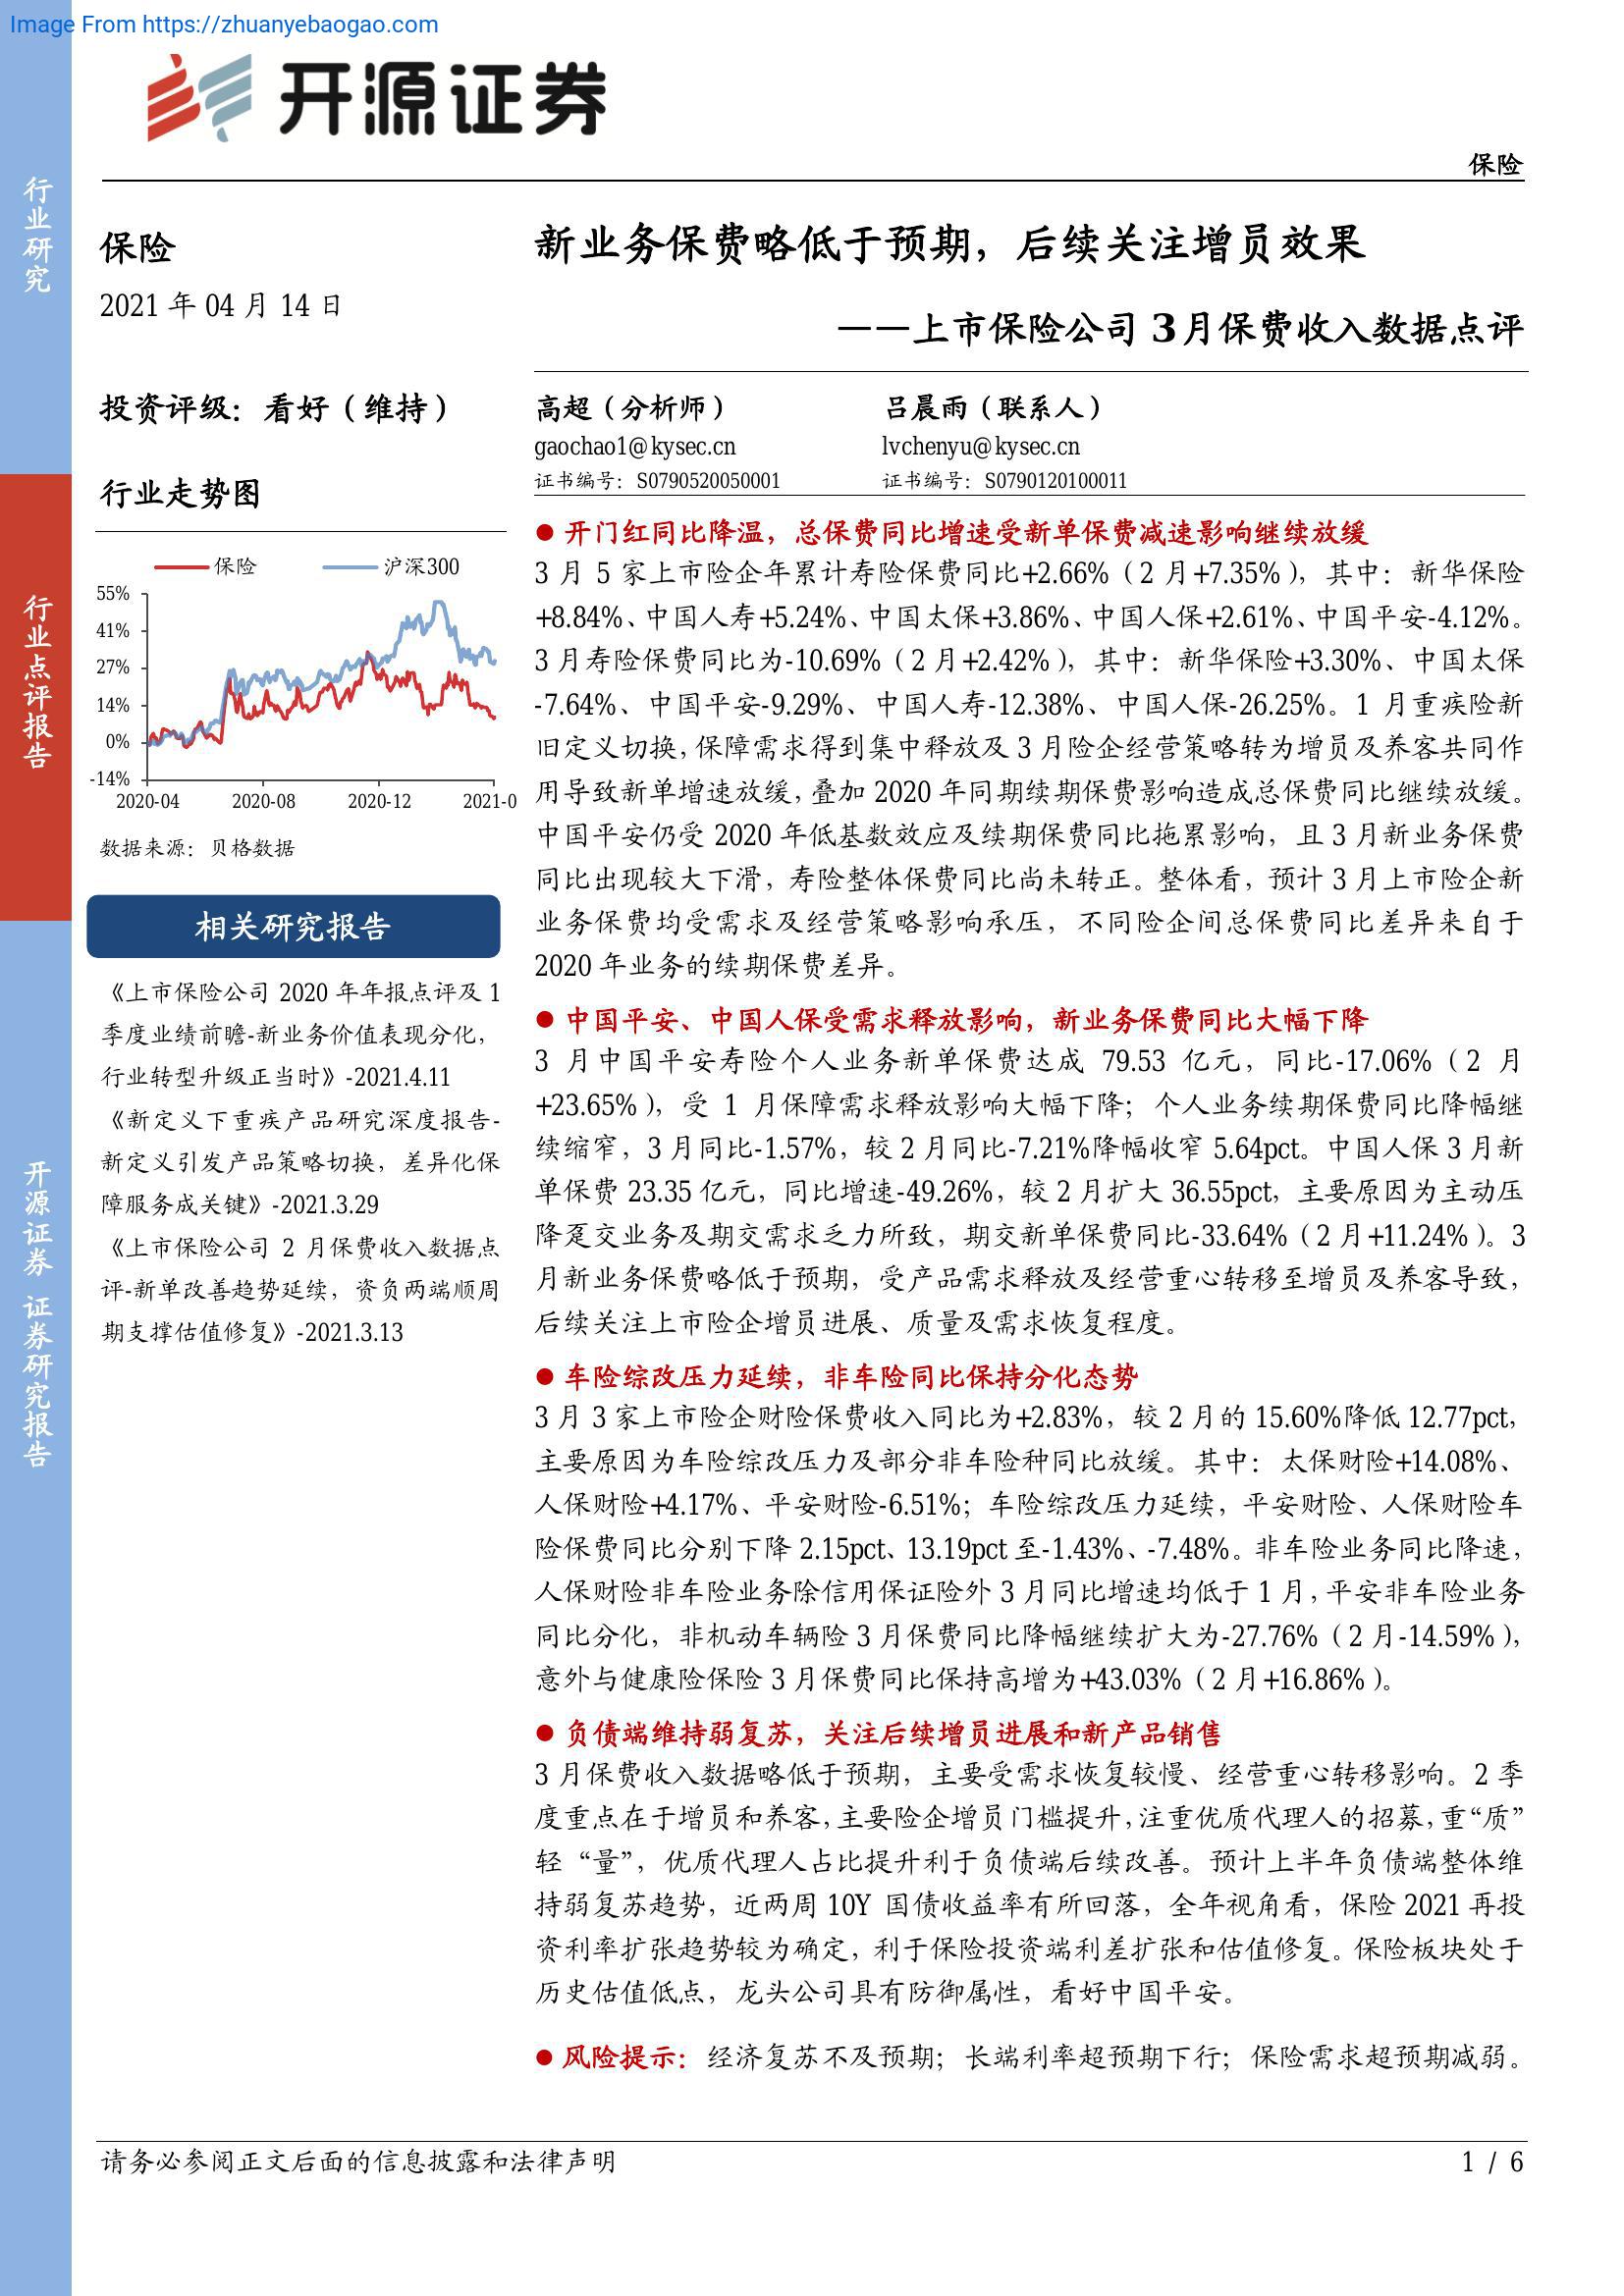 Image From https://zhuanyebaogao.com
开源证券
保险
行业研究
行业点评报告
开源证券 证券研究报告
保险
2021 年 04 月 14 日
投资评级：看好（维持）
行业走势图
保险 沪深300
55%
41%
27%
14%
0%
-14%
2020-04 2020-08 2020-12 2021-0
数据来源：贝格数据
相关研究报告
《上市保险公司 2020 年年报点评及 1
季度业绩前瞻-新业务价值表现分化，
行业转型升级正当时》-2021.4.11
《新定义下重疾产品研究深度报告-
新定义引发产品策略切换，差异化保
障服务成关键》-2021.3.29
《上市保险公司 2 月保费收入数据点
评-新单改善趋势延续，资负两端顺周
期支撑估值修复》-2021.3.13
新业务保费略低于预期，后续关注增员效果
——上市保险公司 3 月保费收入数据点评
高超（分析师） 吕晨雨（联系人）
gaochao1@kysec.cn lvchenyu@kysec.cn
证书编号：S0790520050001 证书编号：S0790120100011
● 开门红同比降温，总保费同比增速受新单保费减速影响继续放缓
3 月 5 家上市险企年累计寿险保费同比+2.66%（2 月+7.35%），其中：新华保险
+8.84%、中国人寿+5.24%、中国太保+3.86%、中国人保+2.61%、中国平安-4.12%。
3 月寿险保费同比为-10.69%（2 月+2.42%），其中：新华保险+3.30%、中国太保
-7.64%、中国平安-9.29%、中国人寿-12.38%、中国人保-26.25%。1 月重疾险新
旧定义切换，保障需求得到集中释放及 3 月险企经营策略转为增员及养客共同作
用导致新单增速放缓，叠加 2020 年同期续期保费影响造成总保费同比继续放缓。
中国平安仍受 2020 年低基数效应及续期保费同比拖累影响，且 3 月新业务保费
同比出现较大下滑，寿险整体保费同比尚未转正。整体看，预计 3 月上市险企新
业务保费均受需求及经营策略影响承压，不同险企间总保费同比差异来自于
2020 年业务的续期保费差异。
● 中国平安、中国人保受需求释放影响，新业务保费同比大幅下降
3 月中国平安寿险个人业务新单保费达成 79.53 亿元，同比-17.06%（2 月
+23.65%），受 1 月保障需求释放影响大幅下降；个人业务续期保费同比降幅继
续缩窄，3 月同比-1.57%，较 2 月同比-7.21%降幅收窄 5.64pct。中国人保 3 月新
单保费 23.35 亿元，同比增速-49.26%，较 2 月扩大 36.55pct，主要原因为主动压
降趸交业务及期交需求乏力所致，期交新单保费同比-33.64%（2 月+11.24%）。3
月新业务保费略低于预期，受产品需求释放及经营重心转移至增员及养客导致，
后续关注上市险企增员进展、质量及需求恢复程度。
● 车险综改压力延续，非车险同比保持分化态势
3 月 3 家上市险企财险保费收入同比为+2.83%，较 2 月的 15.60%降低 12.77pct，
主要原因为车险综改压力及部分非车险种同比放缓。其中：太保财险+14.08%、
人保财险+4.17%、平安财险-6.51%；车险综改压力延续，平安财险、人保财险车
险保费同比分别下降 2.15pct、13.19pct 至-1.43%、-7.48%。非车险业务同比降速，
人保财险非车险业务除信用保证险外 3 月同比增速均低于 1 月，平安非车险业务
同比分化，非机动车辆险 3 月保费同比降幅继续扩大为-27.76%（2 月-14.59%），
意外与健康险保险 3 月保费同比保持高增为+43.03%（2 月+16.86%）。
● 负债端维持弱复苏，关注后续增员进展和新产品销售
3 月保费收入数据略低于预期，主要受需求恢复较慢、经营重心转移影响。2 季
度重点在于增员和养客，主要险企增员门槛提升，注重优质代理人的招募，重“质”
轻“量”，优质代理人占比提升利于负债端后续改善。预计上半年负债端整体维
持弱复苏趋势，近两周 10Y 国债收益率有所回落，全年视角看，保险 2021 再投
资利率扩张趋势较为确定，利于保险投资端利差扩张和估值修复。保险板块处于
历史估值低点，龙头公司具有防御属性，看好中国平安。
● 风险提示：经济复苏不及预期；长端利率超预期下行；保险需求超预期减弱。
请务必参阅正文后面的信息披露和法律声明 1 / 6